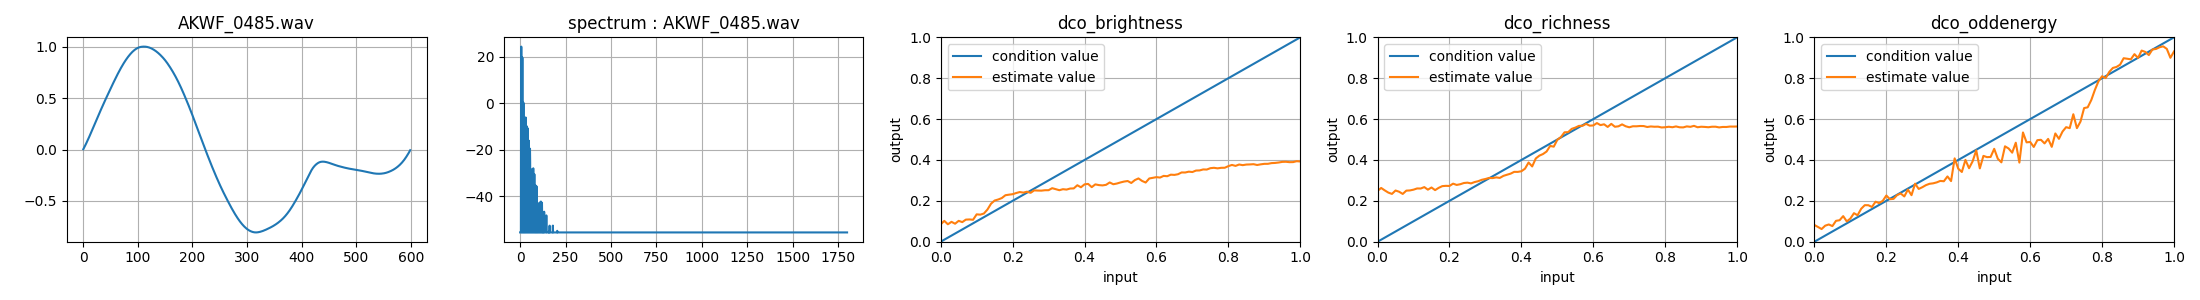 AKWF_0485.wav
1.0
0.5
0.0
−0.5
0 100 200 300 400 500 600
spectrum : AKWF_0485.wav
20
0
−20
−40
0 250 500 750 1000 1250 1500 1750
dco_brightness
condition value
estimate value
output
1.0
0.8
0.6
0.4
0.2
0.0
0.0 0.2 0.4 0.6 0.8 1.0
input
dco_richness
condition value
estimate value
output
1.0
0.8
0.6
0.4
0.2
0.0
0.0 0.2 0.4 0.6 0.8 1.0
input
dco_oddenergy
condition value
estimate value
output
1.0
0.8
0.6
0.4
0.2
0.0
0.0 0.2 0.4 0.6 0.8 1.0
input